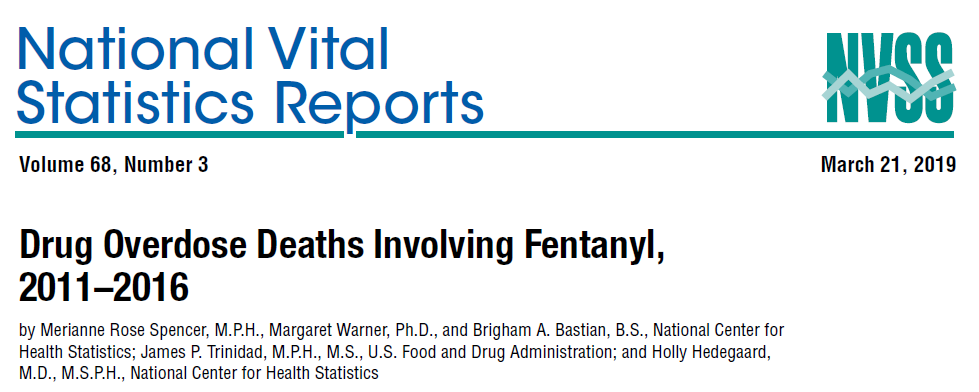 National Vital
Statistics Reports
NVSS
Volume 68, Number 3
March 21, 2019
Drug Overdose Deaths Involving Fentanyl,
2011–2016
by Merianne Rose Spencer, M.P.H., Margaret Warner, Ph.D., and Brigham A. Bastian, B.S., National Center for
Health Statistics; James P. Trinidad, M.P.H., M.S., U.S. Food and Drug Administration; and Holly Hedegaard,
M.D., M.S.P.H., National Center for Health Statistics